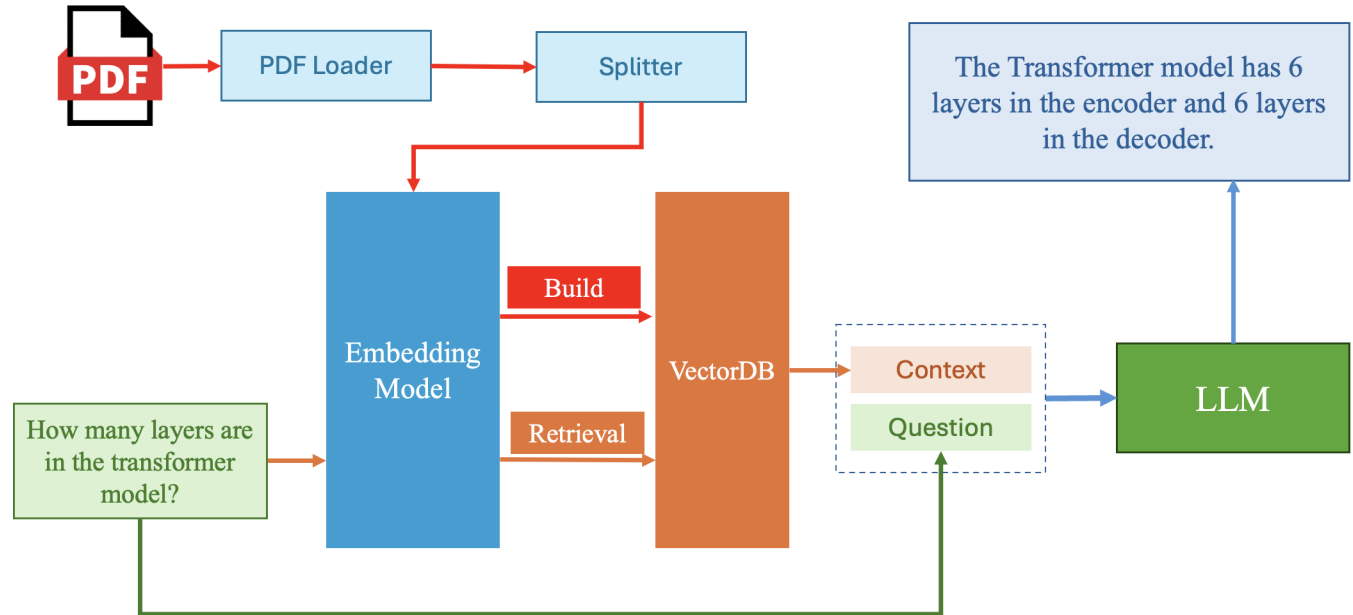 PDF
PDF Loader
Splitter
The Transformer model has 6
layers in the encoder and 6 layers
in the decoder.
Build
Embedding
Model
VectorDB
Context
LLM
How many layers are
in the transformer
model?
Retrieval
Question